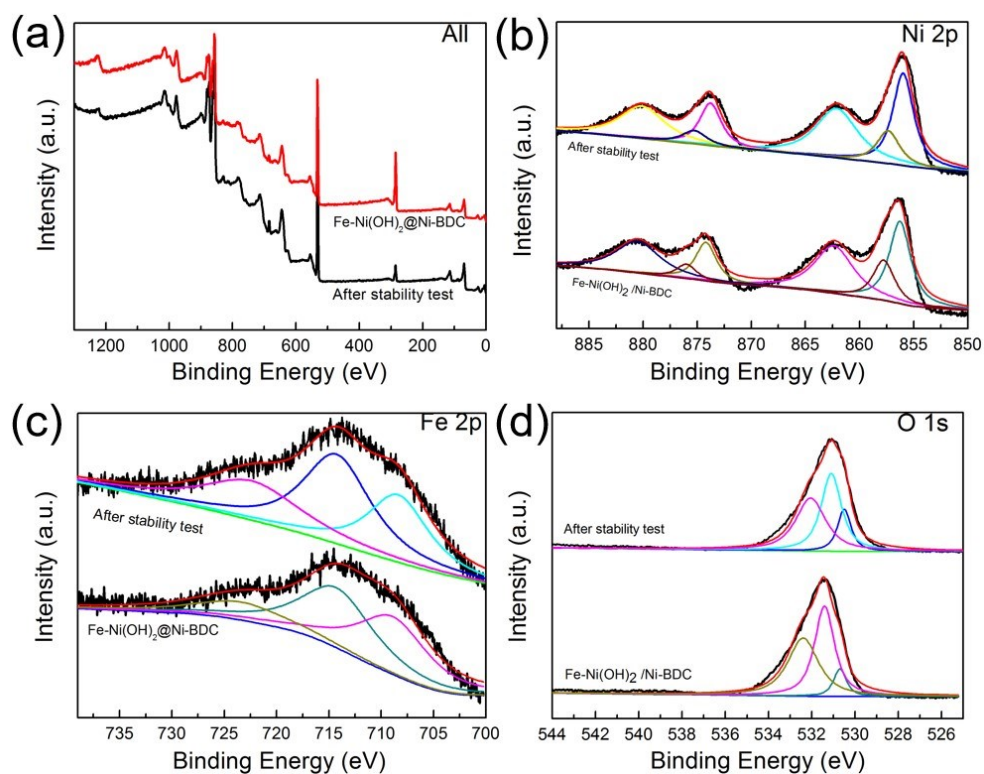 (a)
All
Intensity (a.u.)
Fe-Ni(OH)2@Ni-BDC
After stability test
1200 1000 800 600 400 200 0
Binding Energy (eV)
(b)
Ni 2p
Intensity (a.u.)
After stability test
Fe-Ni(OH)2 /Ni-BDC
885 880 875 870 865 860 855 850
Binding Energy (eV)
(c)
Fe 2p
Intensity (a.u.)
After stability test
Fe-Ni(OH)2@Ni-BDC
735 730 725 720 715 710 705 700
Binding Energy (eV)
(d)
O 1s
Intensity (a.u.)
After stability test
Fe-Ni(OH)2 /Ni-BDC
544 542 540 538 536 534 532 530 528 526
Binding Energy (eV)